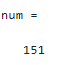 num =
151